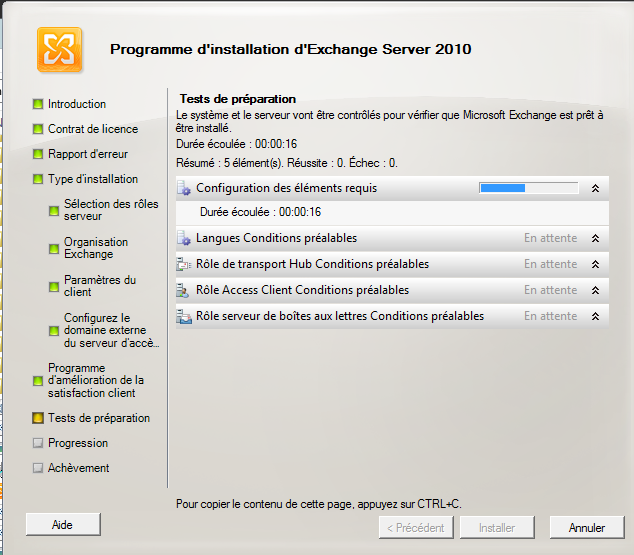 Programme d'installation d'Exchange Server 2010
Introduction
Contrat de licence
Rapport d'erreur
Type d'installation
Sélection des rôles
serveur
Organisation
Exchange
Paramètres du
client
Configurez le
domaine externe
du serveur d'accè...
Programme
d'amélioration de la
satisfaction client
Tests de préparation
Progression
Achèvement
Tests de préparation
Le système et le serveur vont être contrôlés pour vérifier que Microsoft Exchange est prêt à
être installé.
Durée écoulée : 00:00:16
Résumé : 5 élément(s). Réussite : 0. Échec : 0.
Configuration des éléments requis
Durée écoulée : 00:00:16
Langues Conditions préalables En attente
Rôle de transport Hub Conditions préalables En attente
Rôle Access Client Conditions préalables En attente
Rôle serveur de boîtes aux lettres Conditions préalables En attente
Pour copier le contenu de cette page, appuyez sur CTRL+C.
Aide < Précédent Installer Annuler